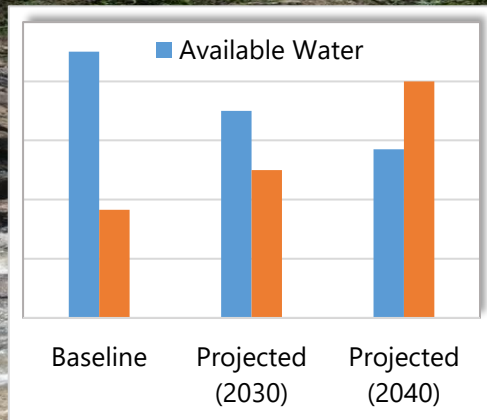 Available Water
Baseline
Projected
(2030)
Projected
(2040)